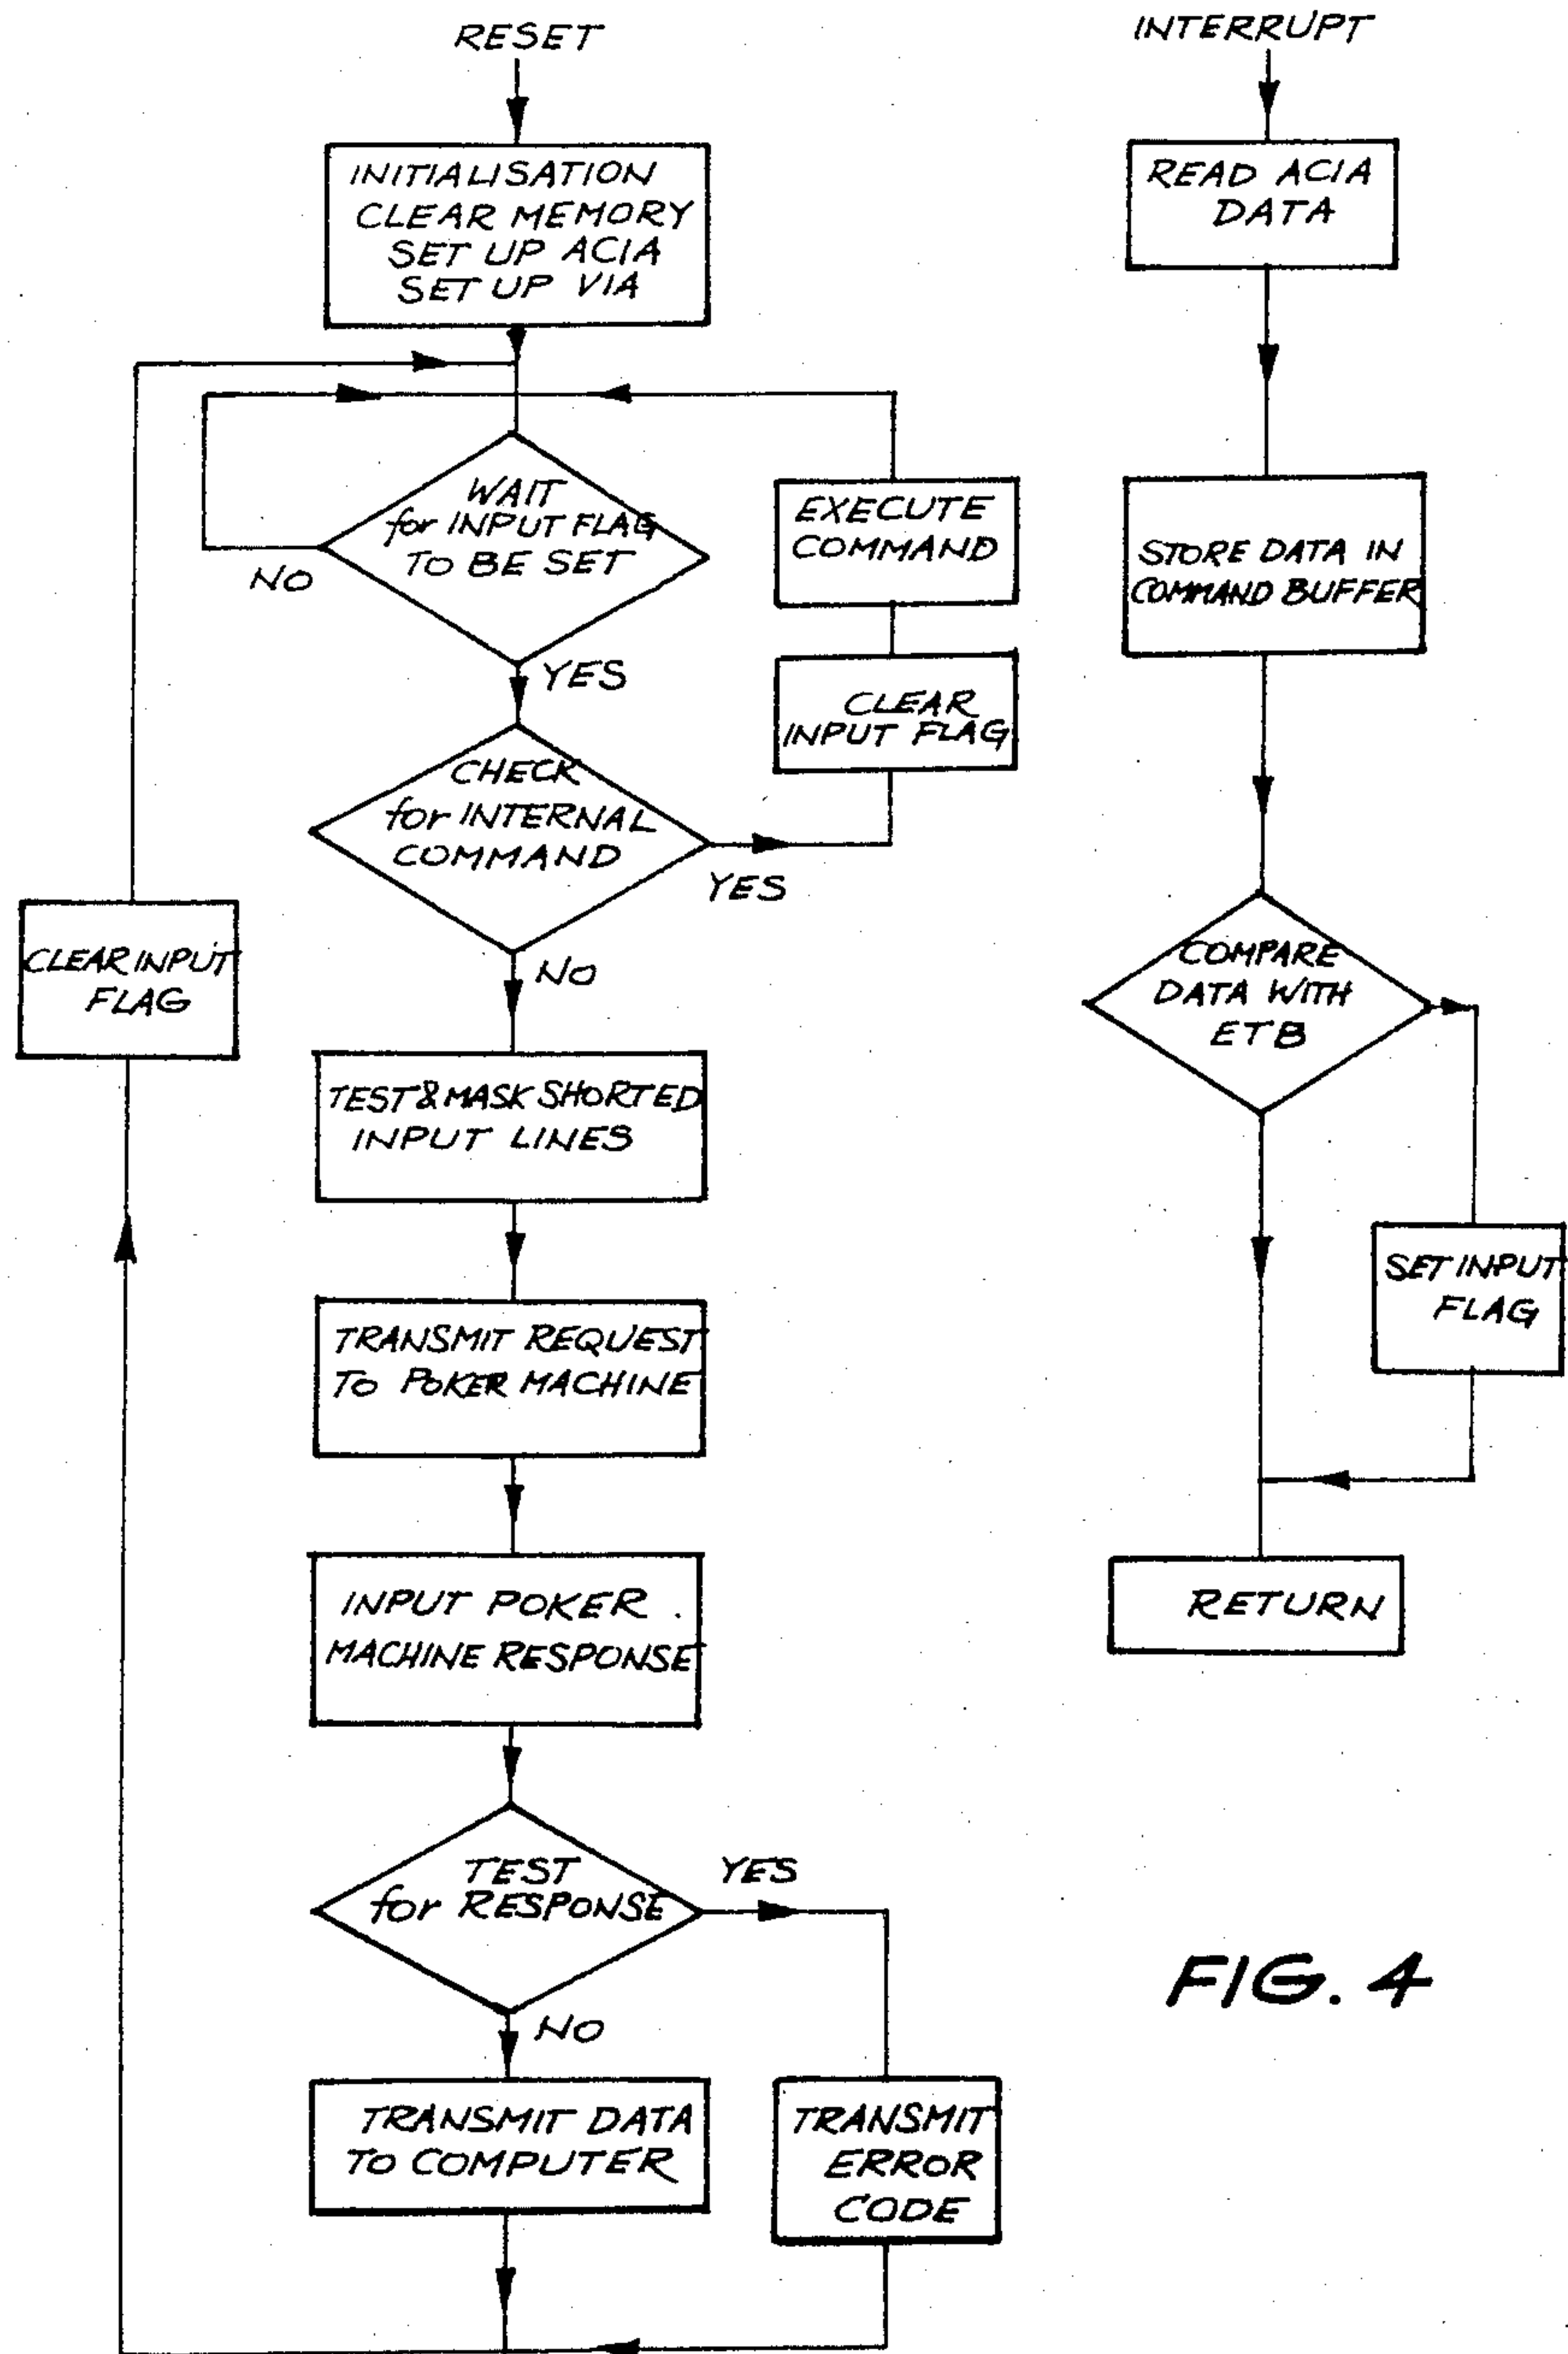 RESET
INITIALISATION
CLEAR MEMORY
SET UP ACIA
SET UP VIA
WAIT
for INPUT FLAG
TO BE SET
NO
YES
EXECUTE
COMMAND
CLEAR
INPUT FLAG
CHECK
for INTERNAL
COMMAND
YES
NO
CLEAR INPUT
FLAG
TEST & MASK SHORTED
INPUT LINES
TRANSMIT REQUEST
TO POKER MACHINE
INPUT POKER
MACHINE RESPONSE
TEST
for RESPONSE
YES
NO
TRANSMIT DATA
TO COMPUTER
TRANSMIT
ERROR
CODE
INTERRUPT
READ ACIA
DATA
STORE DATA IN
COMMAND BUFFER
COMPARE
DATA WITH
ETB
SET INPUT
FLAG
RETURN
FIG. 4